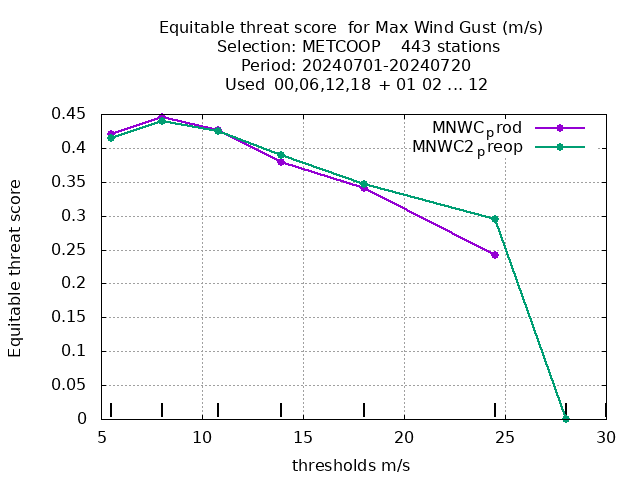 Equitable threat score  for Max Wind Gust (m/s)
Selection: METCOOP    443 stations
Period: 20240701-20240720
Used  00,06,12,18 + 01 02 ... 12
MNWCprod
MNWC2preop
0.45
0.4
0.35
0.3
0.25
0.2
0.15
0.1
0.05
0
Equitable threat score
5 10 15 20 25 30
thresholds m/s